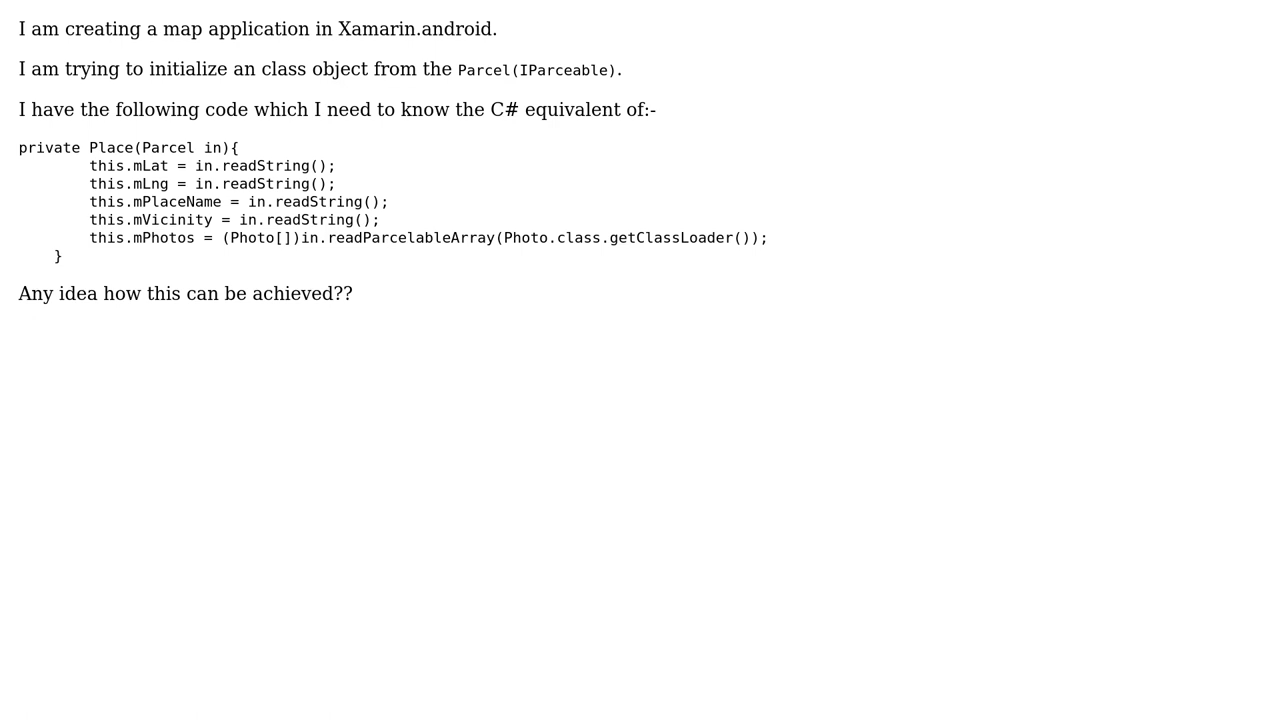 I am creating a map application in Xamarin.android.
I am trying to initialize an class object from the Parcel(IParceable).
I have the following code which I need to know the C# equivalent of:-
private Place(Parcel in){
        this.mLat = in.readString();
        this.mLng = in.readString();
        this.mPlaceName = in.readString();
        this.mVicinity = in.readString();
        this.mPhotos = (Photo[])in.readParcelableArray(Photo.class.getClassLoader());
    }
Any idea how this can be achieved??